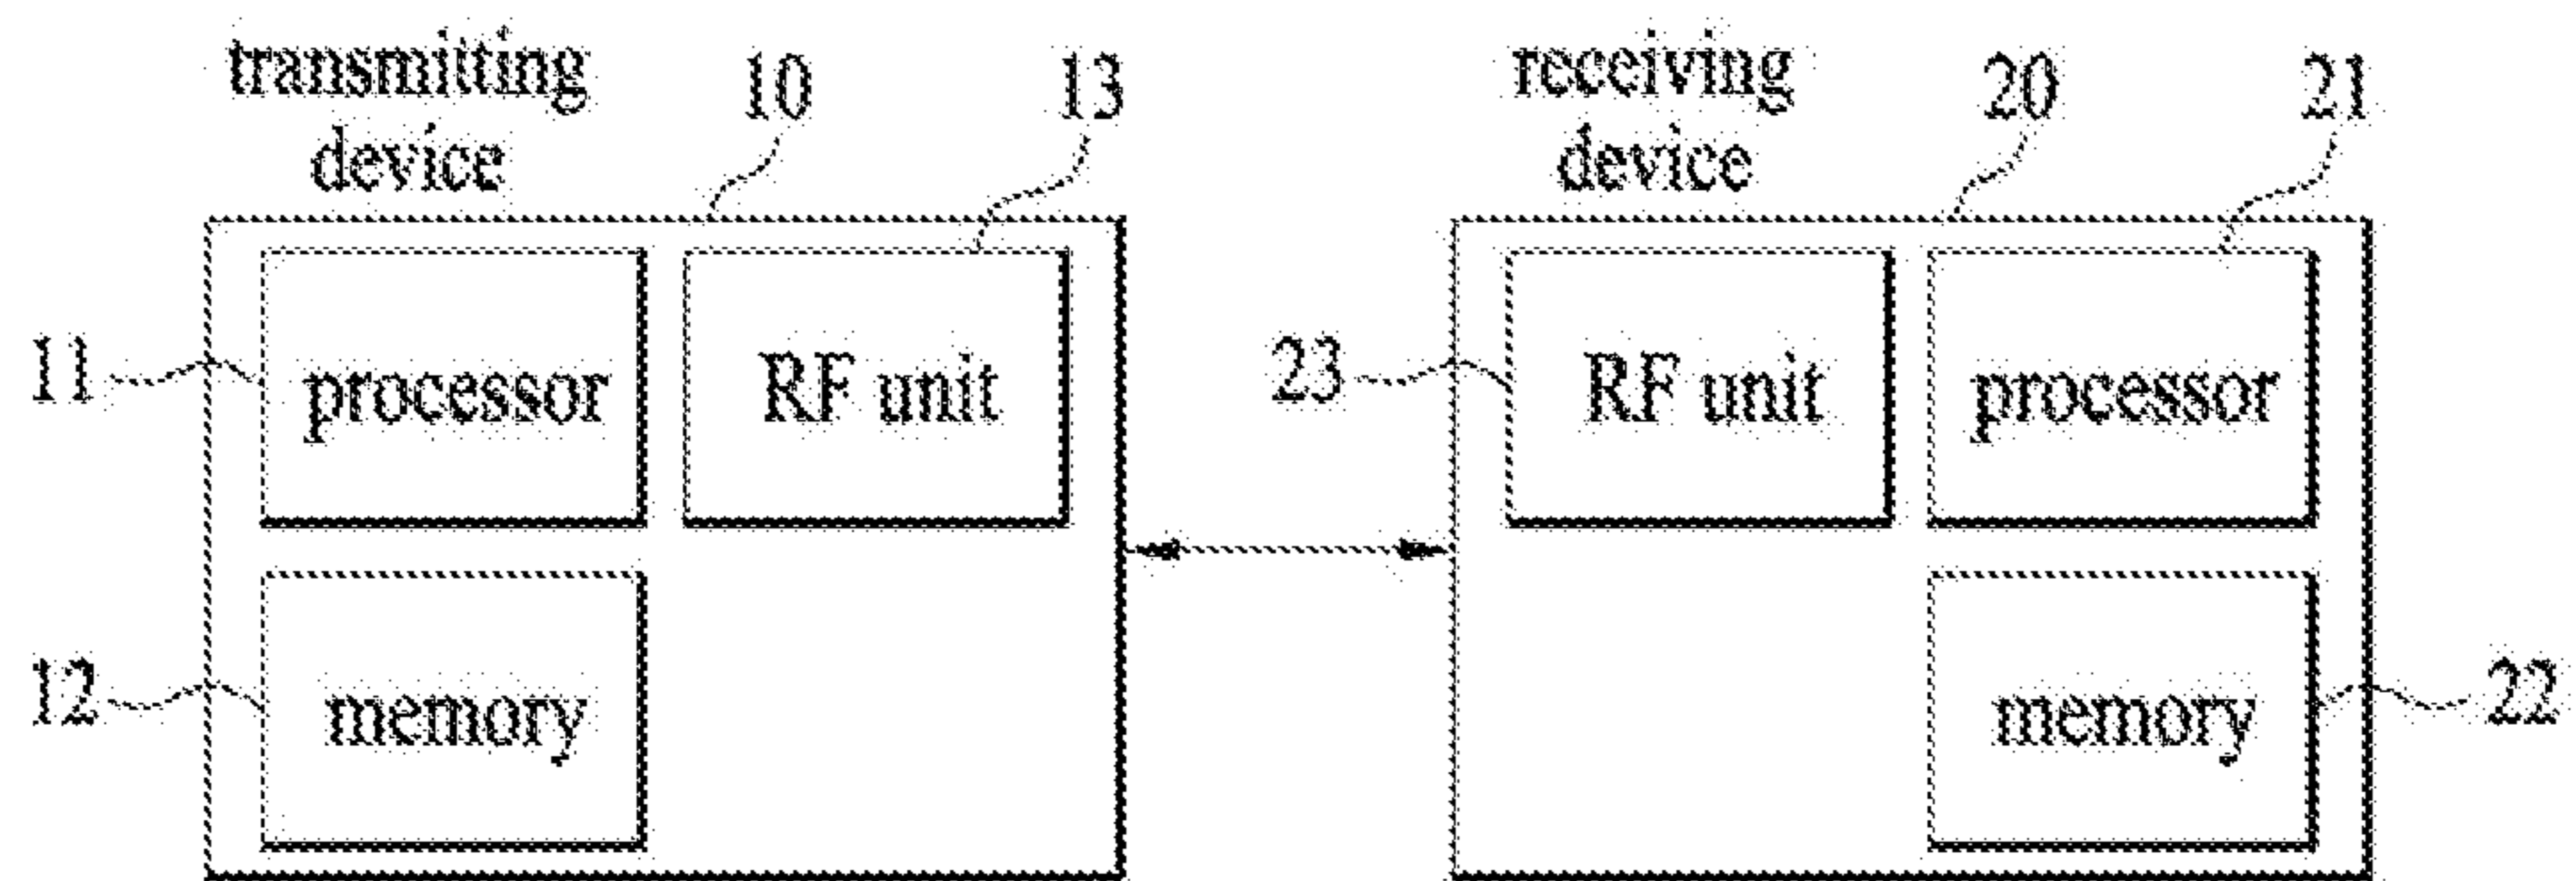 transmitting
device
10
13
receiving
device
20
21
11
processor
RF unit
23
RF unit
processor
12
memory
memory
22